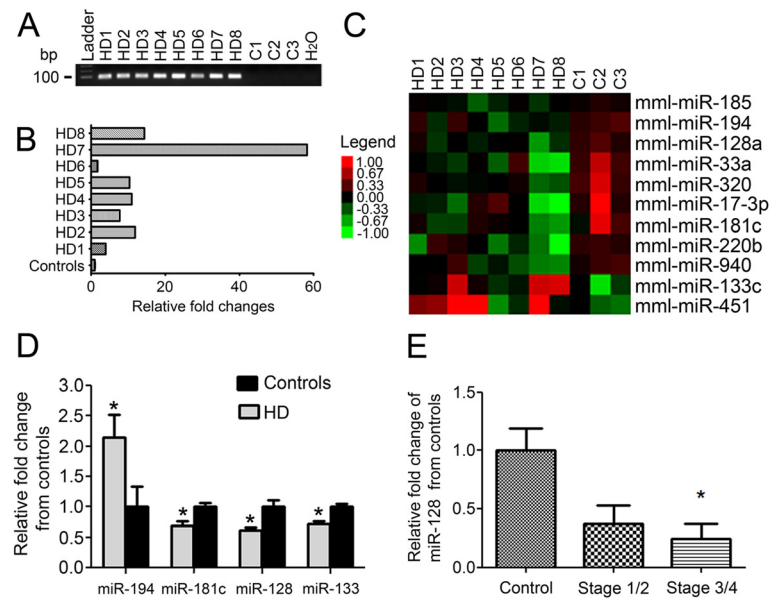 A
bp
Ladder
HD1
HD2
HD3
HD4
HD5
HD6
HD7
HD8
C1
C2
C3
H2O
100
B
HD8
HD7
HD6
HD5
HD4
HD3
HD2
HD1
Controls
0 20 40 60
Relative fold changes
C
HD1
HD2
HD3
HD4
HD5
HD6
HD7
HD8
C1
C2
C3
mml-miR-185
mml-miR-194
mml-miR-128a
mml-miR-33a
mml-miR-320
mml-miR-17-3p
mml-miR-181c
mml-miR-220b
mml-miR-940
mml-miR-133c
mml-miR-451
Legend
1.00
0.67
0.33
0.00
-0.33
-0.67
-1.00
D
Relative fold change
from controls
3.0
2.5
2.0
1.5
1.0
0.5
0.0
* * * *
Controls
HD
miR-194 miR-181c miR-128 miR-133
E
Relative fold change of
miR-128 from controls
1.5
1.0
0.5
0.0
*
Control Stage 1/2 Stage 3/4